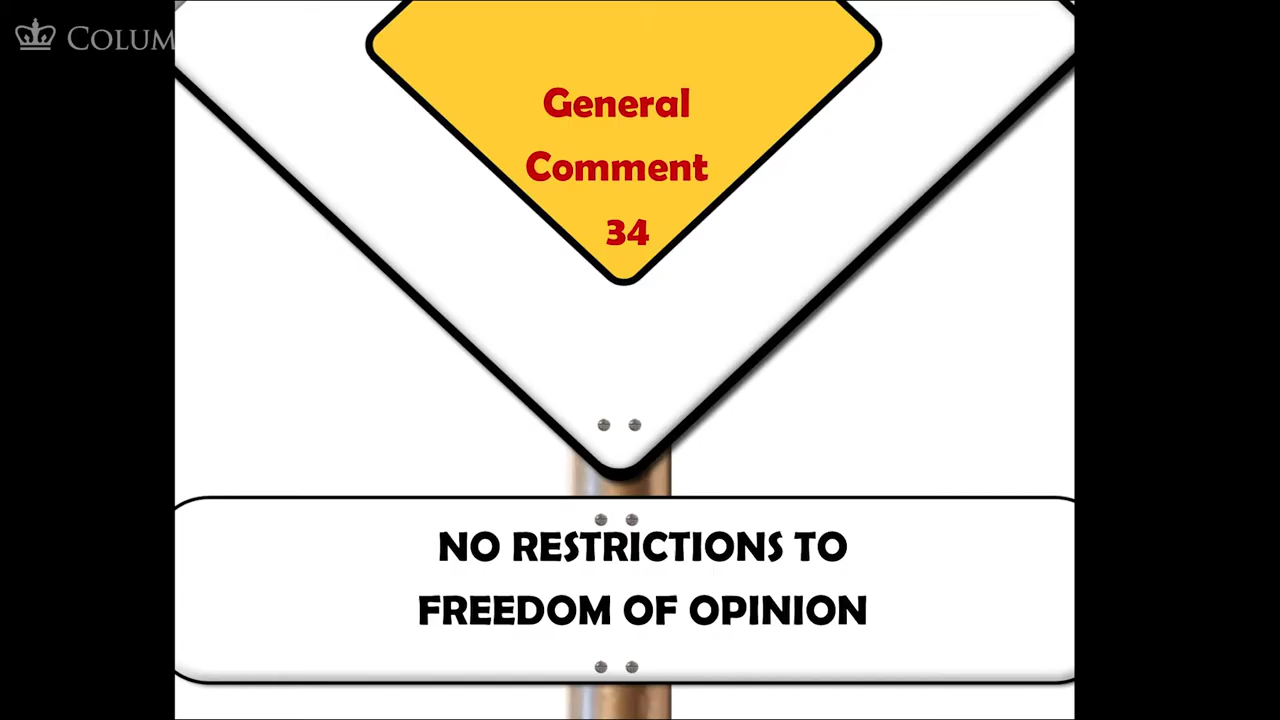 COLUM
General
Comment
34
NO RESTRICTIONS TO
FREEDOM OF OPINION